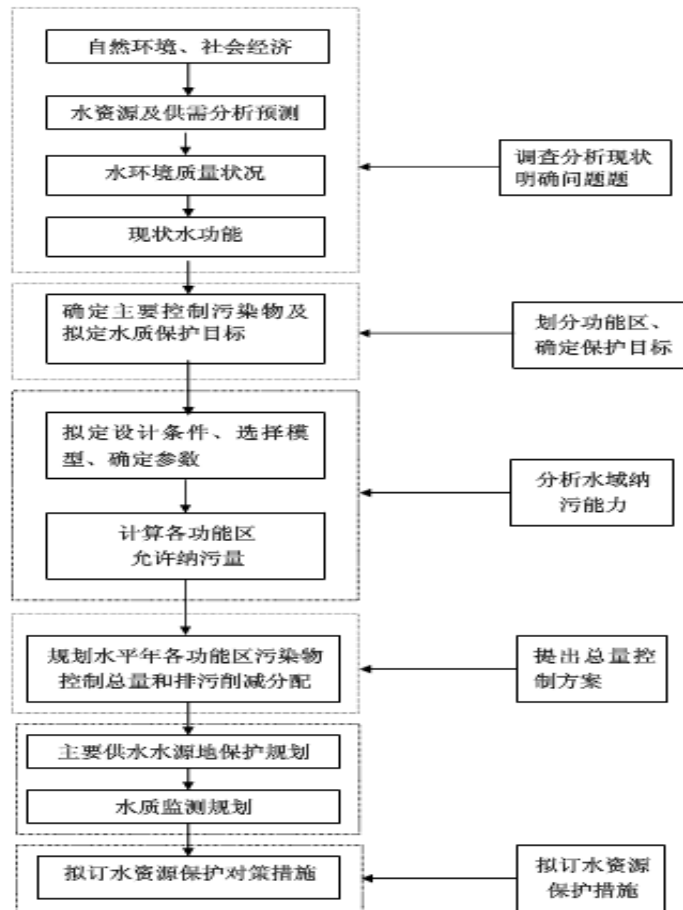 自然环境、社会经济
水资源及供需分析预测
水环境质量状况
现状水功能
调查分析现状
明确问题题
确定主要控制污染物及
拟定水质保护目标
划分功能区、
确定保护目标
拟定设计条件、选择模
型、确定参数
计算各功能区
允许纳污量
分析水域纳
污能力
规划水平年各功能区污染物
控制总量和排污削减分配
提出总量控
制方案
主要供水水源地保护规划
水质监测规划
拟订水资源保护对策措施
拟订水资源
保护措施